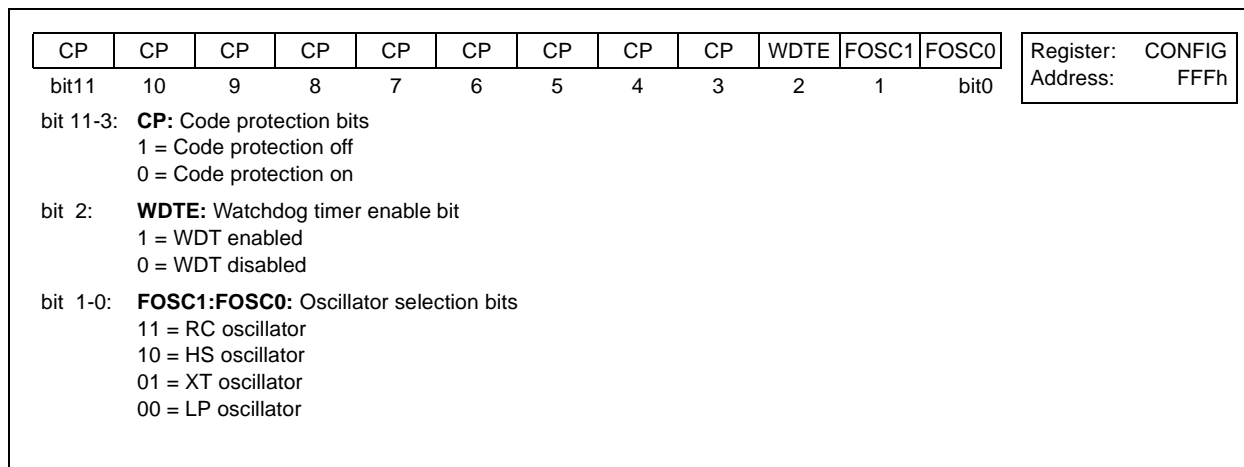 CP CP CP CP CP CP CP CP CP WDTE FOSC1 FOSC0
bit11 10 9 8 7 6 5 4 3 2 1 bit0
Register: CONFIG
Address: FFFh
bit 11-3: CP: Code protection bits
1 = Code protection off
0 = Code protection on
bit 2: WDTE: Watchdog timer enable bit
1 = WDT enabled
0 = WDT disabled
bit 1-0: FOSC1:FOSC0: Oscillator selection bits
11 = RC oscillator
10 = HS oscillator
01 = XT oscillator
00 = LP oscillator